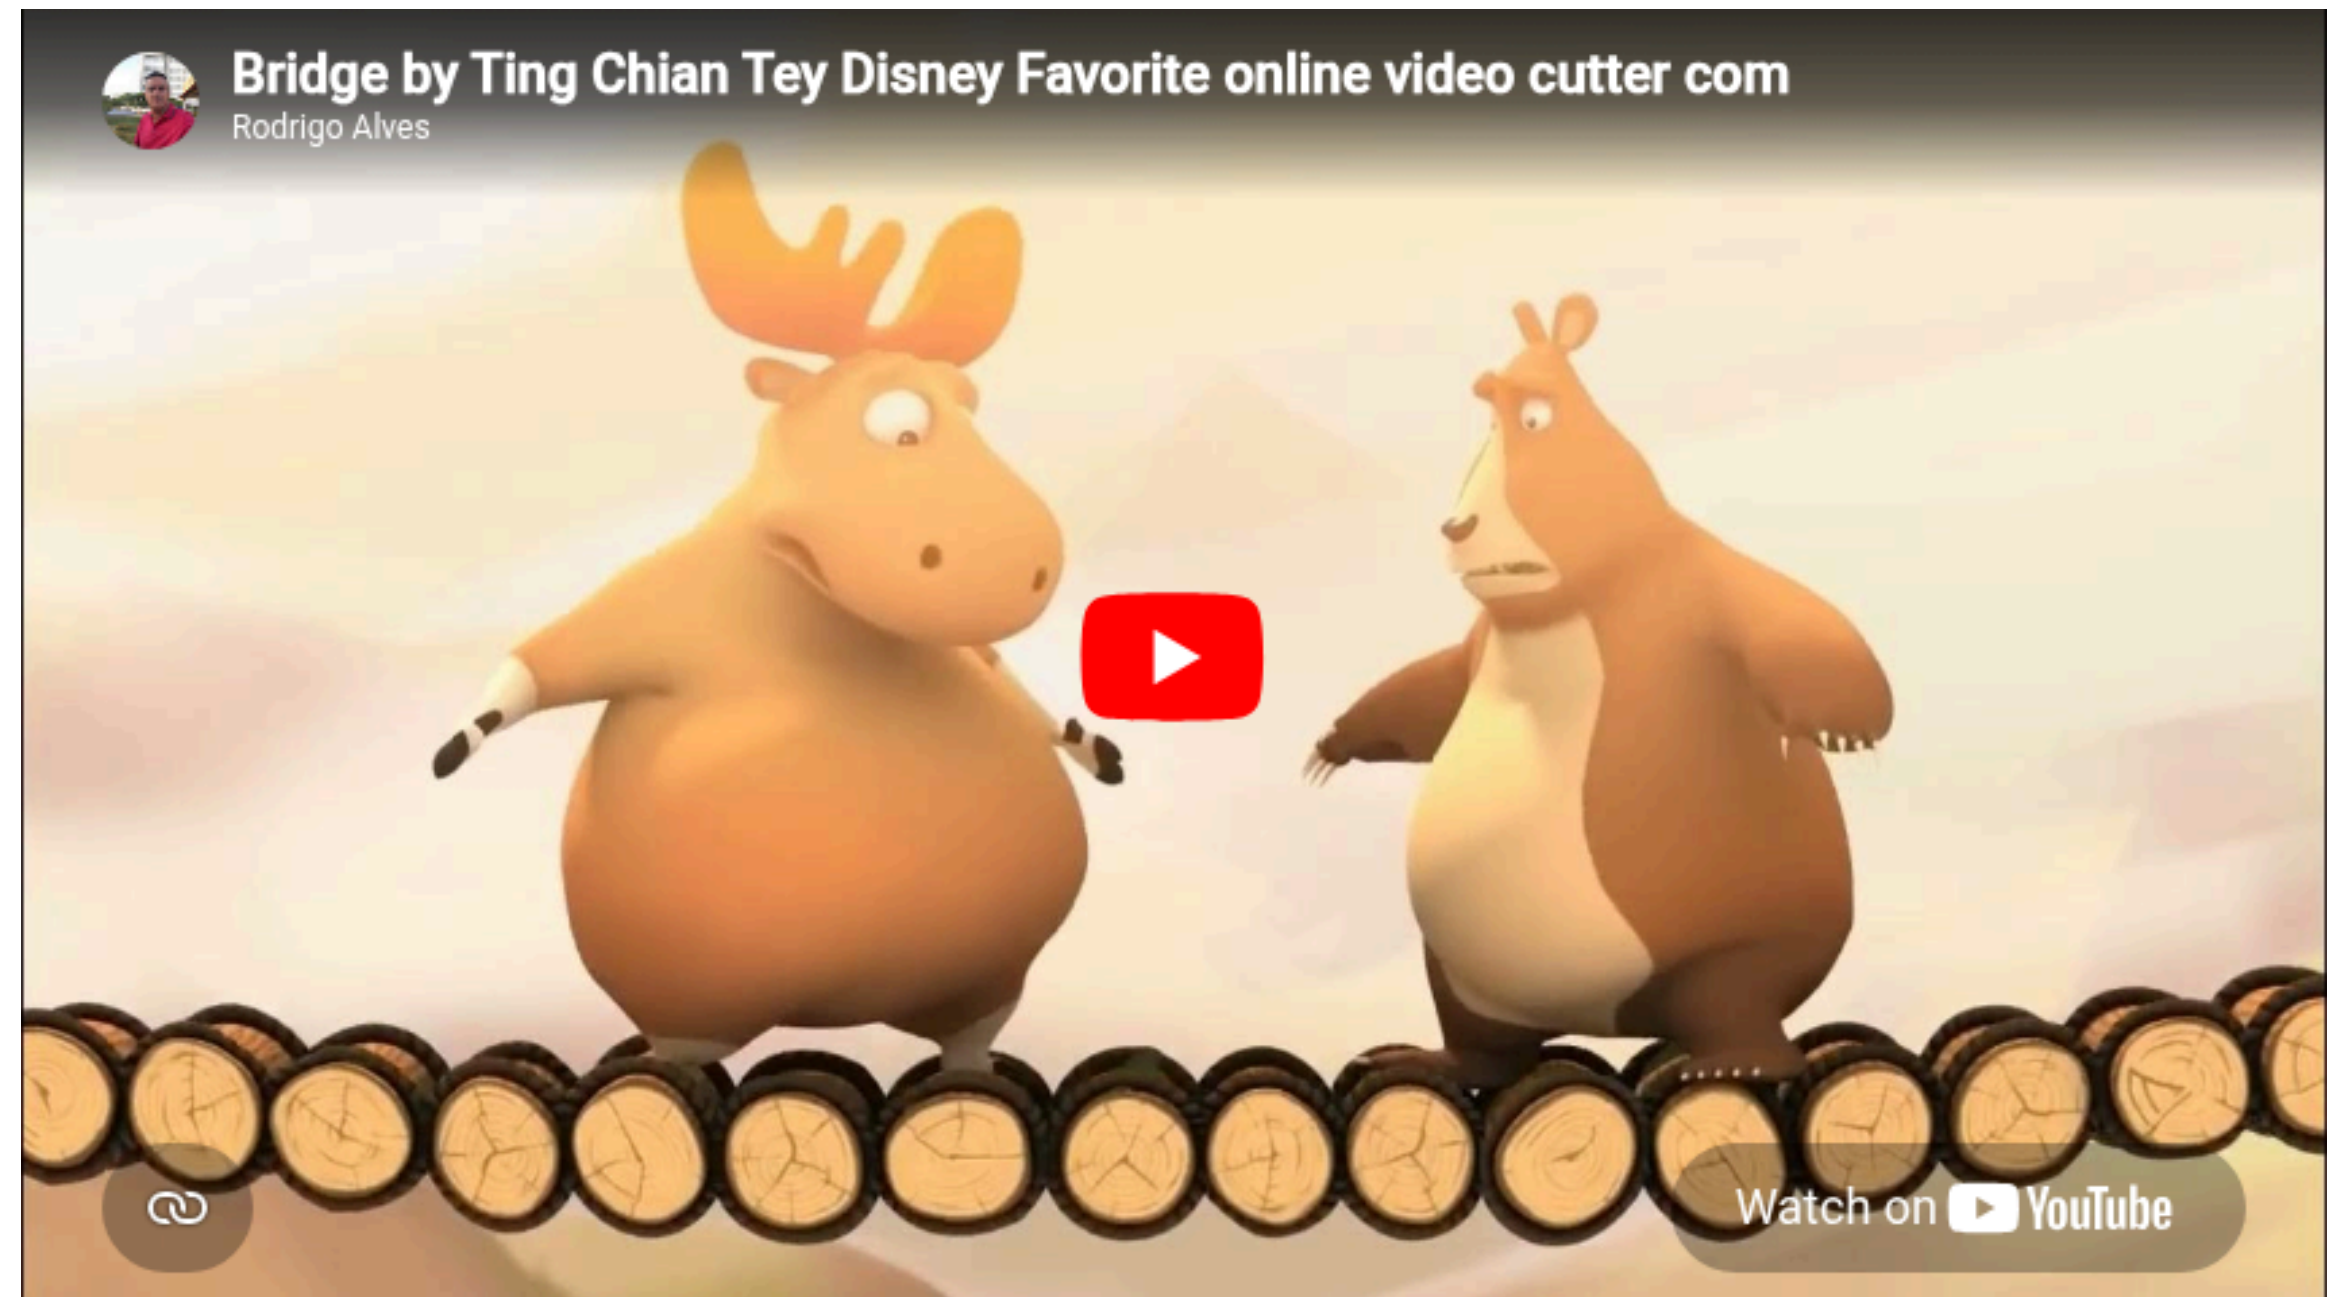 Bridge by Ting Chian Tey Disney Favorite online video cutter com
Rodrigo Alves
Watch on YouTube